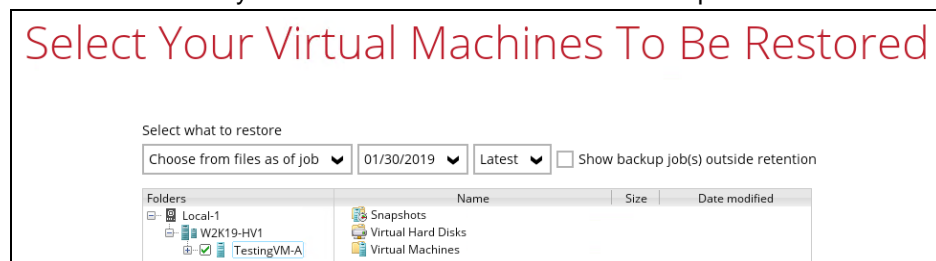 Select Your Virtual Machines To Be Restored
Select what to restore
Choose from files as of job 01/30/2019 Latest Show backup job(s) outside retention
Folders Name Size Date modified
Local-1 Snapshots
W2K19-HV1 Virtual Hard Disks
TestingVM-A Virtual Machines